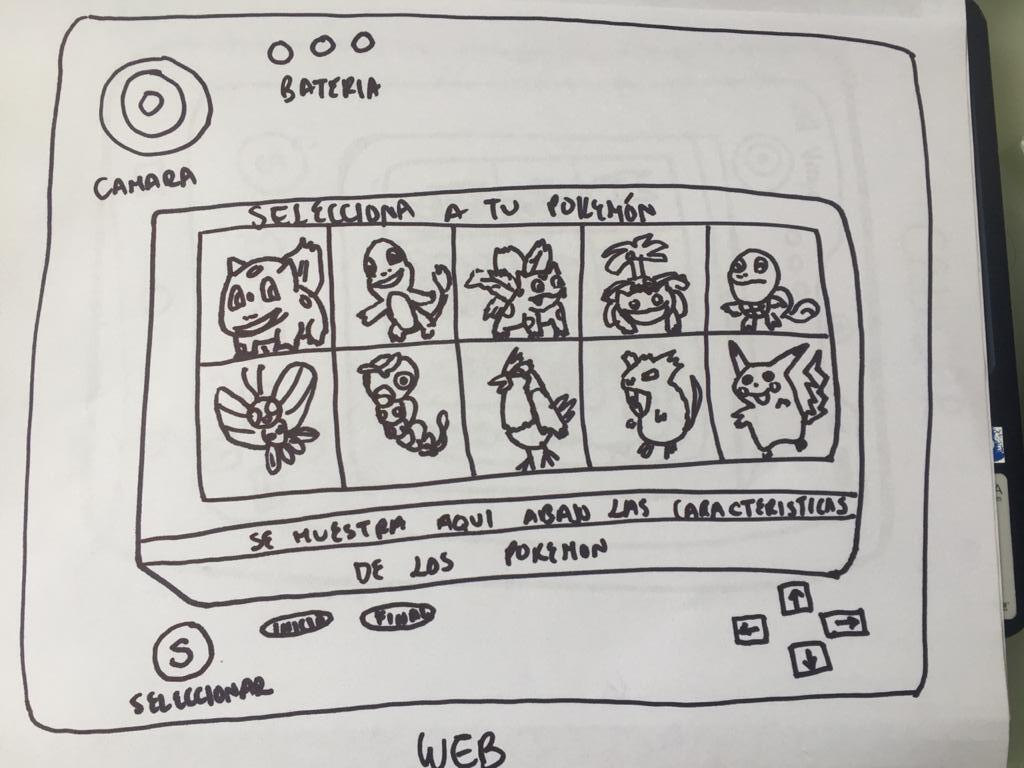 BATERIA
CAMARA
SELECCIONA A TU POKEMÓN
SE MUESTRA AQUI ABAJO LAS CARACTERISTICAS
DE LOS POKEMON
INICIO FINAL
S
SELECCIONAR
WEB